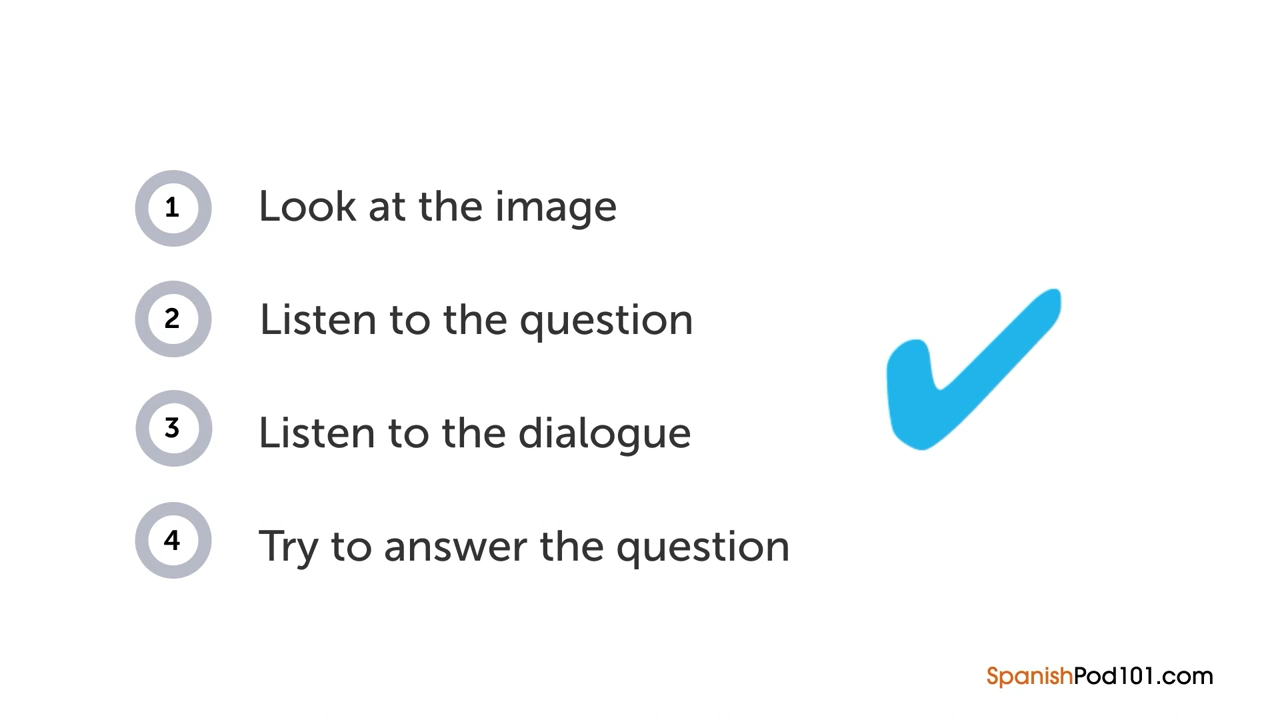 1 Look at the image
2 Listen to the question
3 Listen to the dialogue
4 Try to answer the question
SpanishPod101.com